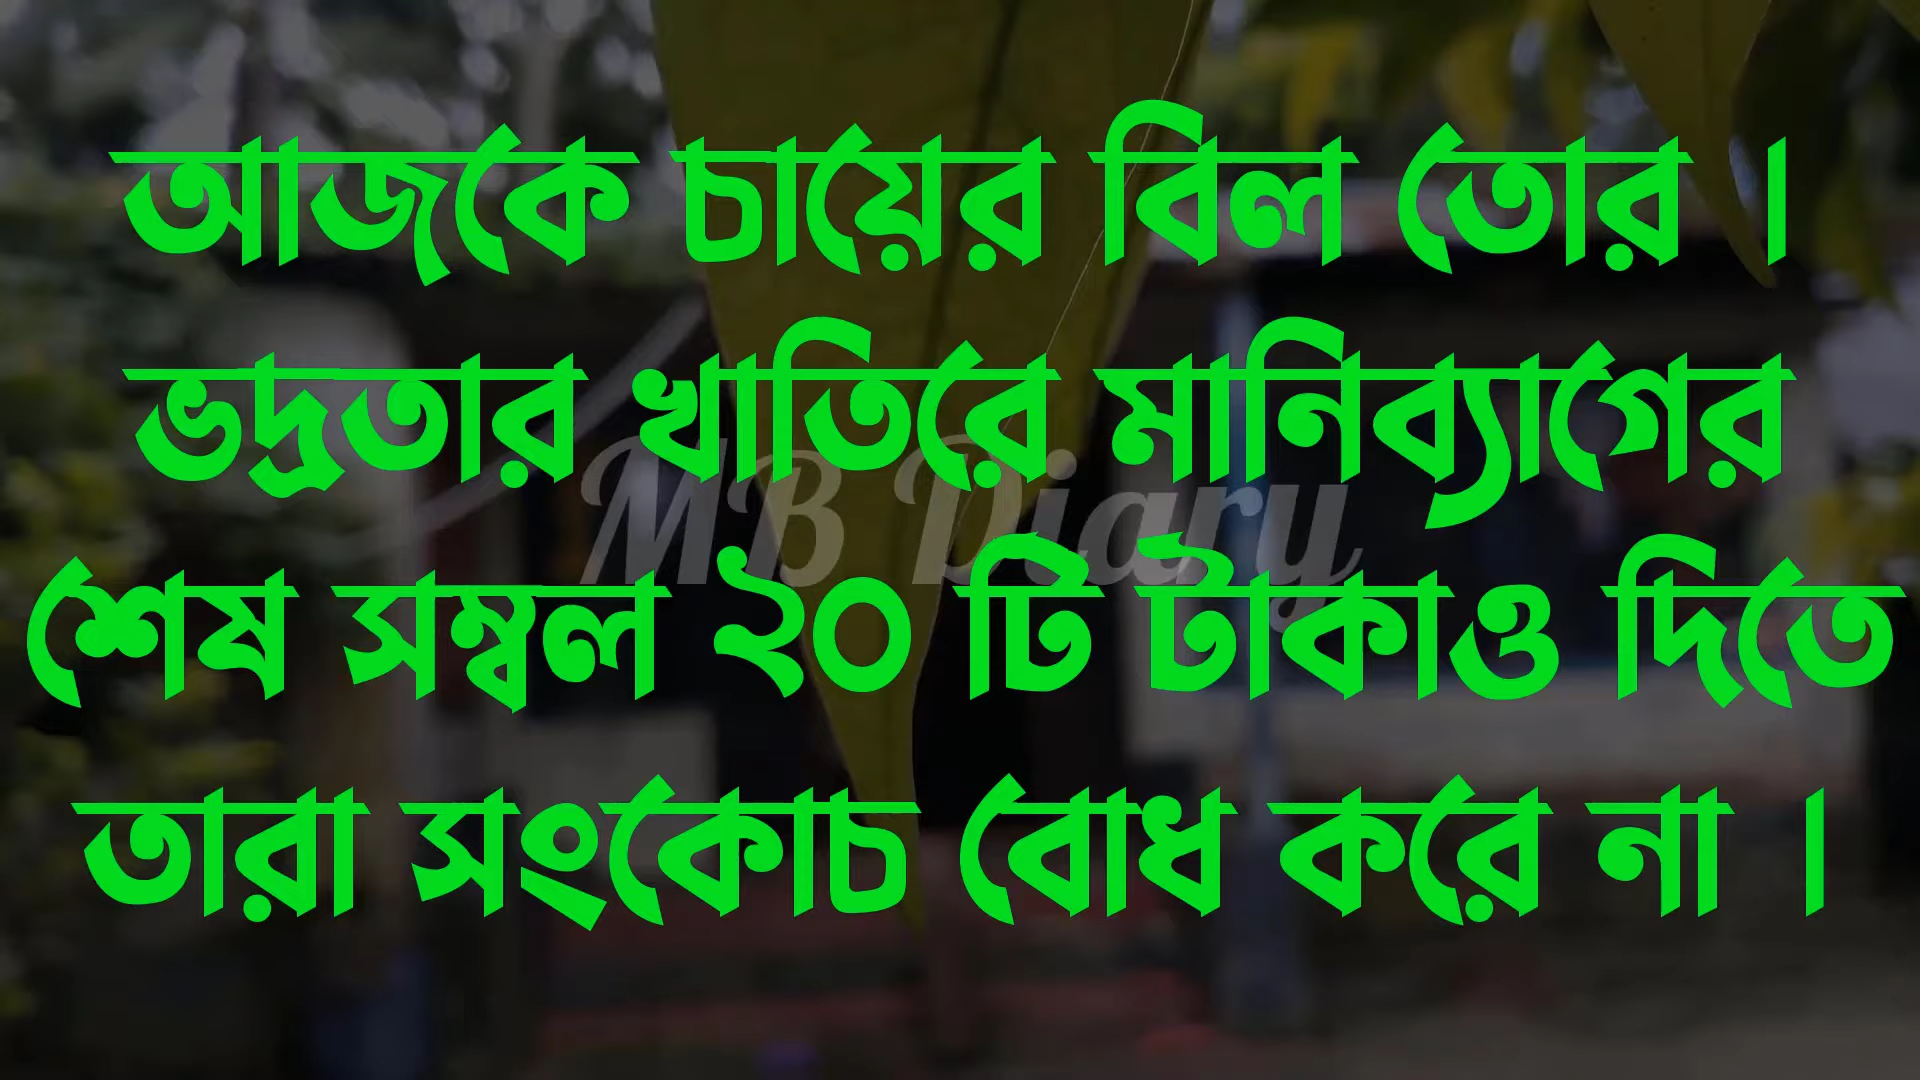 আজকে চায়ের বিল তোর ।
ভদ্রতার খাতিরে মানিব্যাগের
MB Diary
শেষ সম্বল ২০ টি টাকাও দিতে
তারা সংকোচ বোধ করে না ।